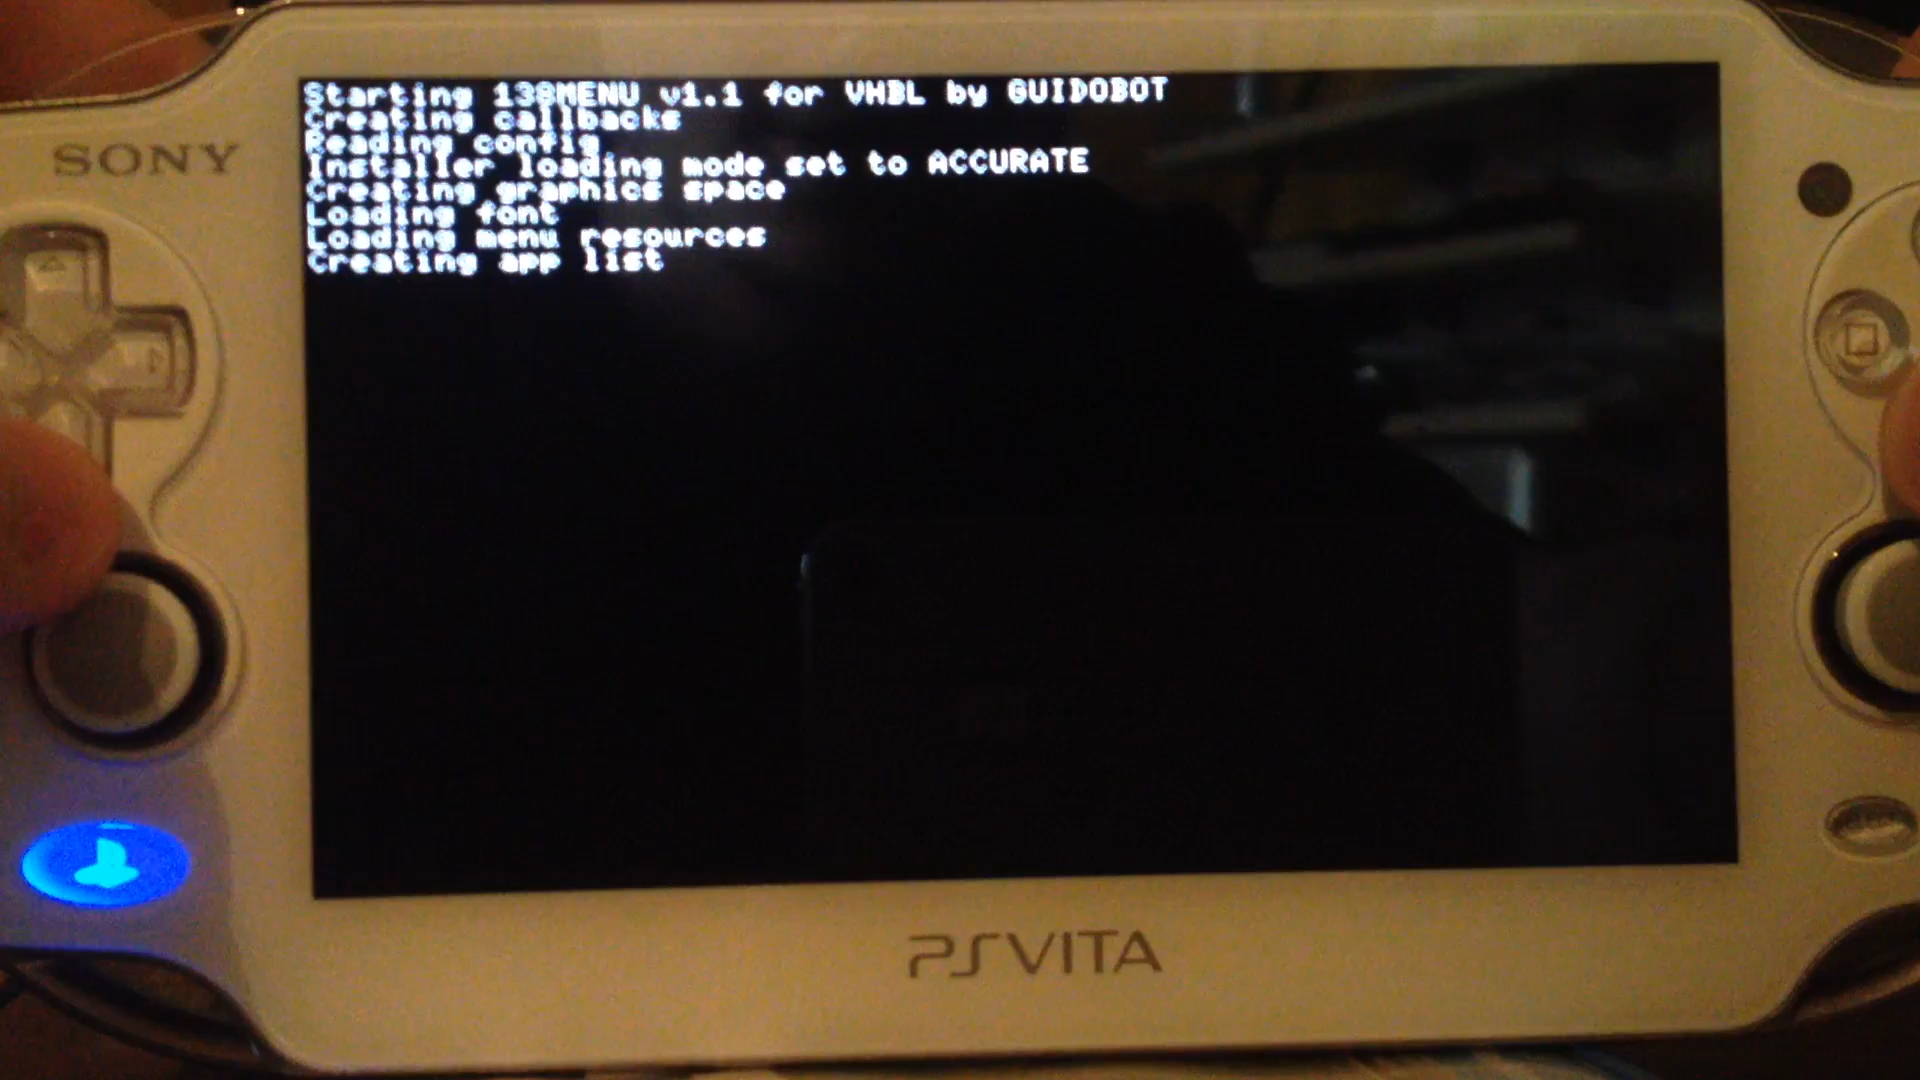 Starting 138MENU v1.1 for VHBL by GUIDOBOT
Creating callbacks
Reading config
Installer loading mode set to ACCURATE
Creating graphics space
Loading font
Loading menu resources
Creating app list
SONY
PSVITA